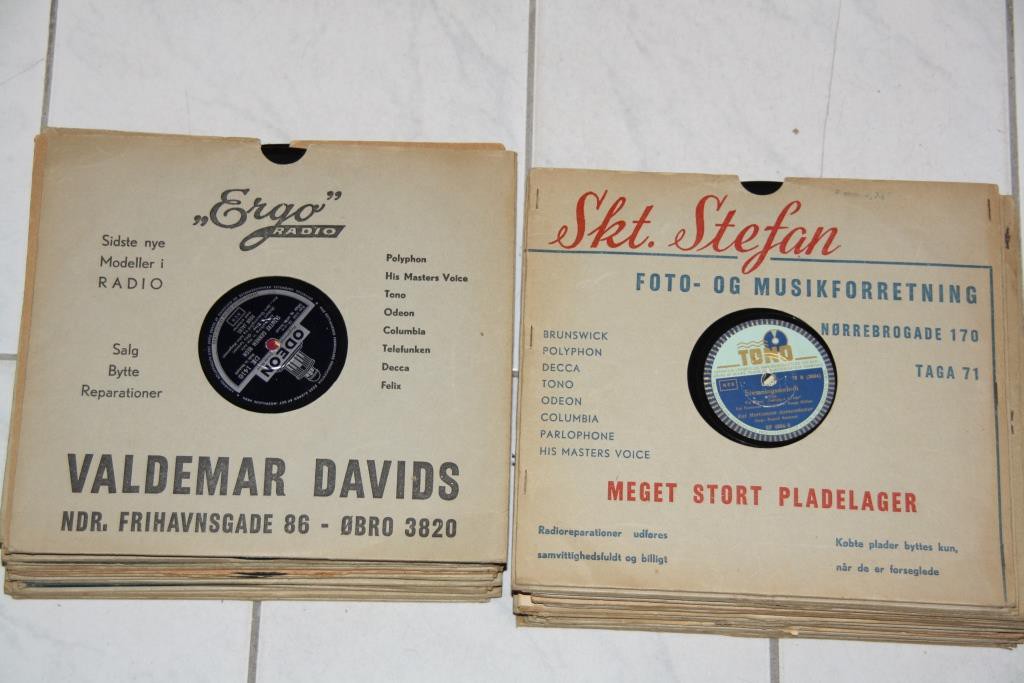 „Ergo”
RADIO
Sidste nye
Modeller i
RADIO
Salg
Bytte
Reparationer
Polyphon
His Masters Voice
Tono
Odeon
Columbia
Telefunken
Decca
Felix
ODEON
VALDEMAR DAVIDS
NDR. FRIHAVNSGADE 86 - ØBRO 3820
Skt. Stefan
FOTO- OG MUSIKFORRETNING
NØRREBROGADE 170
TAGA 71
BRUNSWICK
POLYPHON
DECCA
TONO
ODEON
COLUMBIA
PARLOPHONE
HIS MASTERS VOICE
TONO
MEGET STORT PLADELAGER
Radioreparationer udføres
samvittighedsfuldt og billigt
Købte plader byttes kun,
når de er forseglede